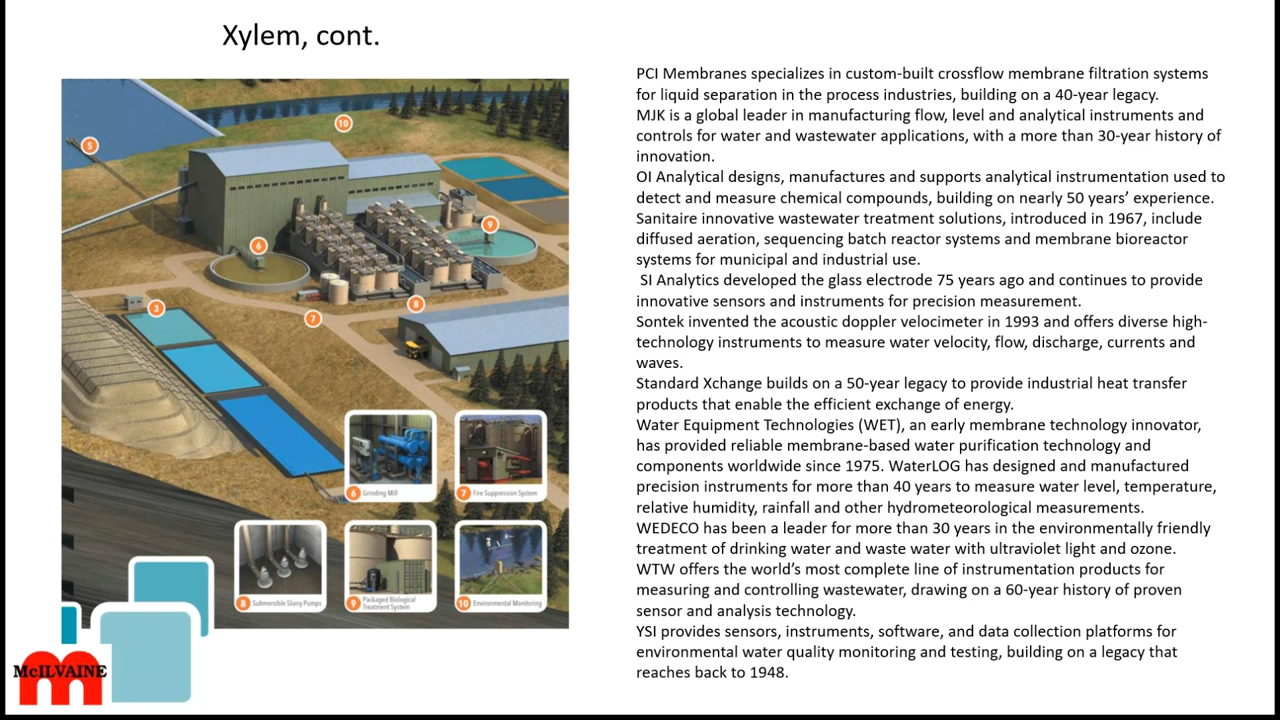 Xylem, cont.
5
10
6
9
3
7
8
6 Grinding Mill
7 Fire Suppression System
8 Submersible Slurry Pumps
9 Packaged Biological
Treatment System
10 Environmental Monitoring
McILVAINE
PCI Membranes specializes in custom-built crossflow membrane filtration systems
for liquid separation in the process industries, building on a 40-year legacy.
MJK is a global leader in manufacturing flow, level and analytical instruments and
controls for water and wastewater applications, with a more than 30-year history of
innovation.
OI Analytical designs, manufactures and supports analytical instrumentation used to
detect and measure chemical compounds, building on nearly 50 years’ experience.
Sanitaire innovative wastewater treatment solutions, introduced in 1967, include
diffused aeration, sequencing batch reactor systems and membrane bioreactor
systems for municipal and industrial use.
SI Analytics developed the glass electrode 75 years ago and continues to provide
innovative sensors and instruments for precision measurement.
Sontek invented the acoustic doppler velocimeter in 1993 and offers diverse high-
technology instruments to measure water velocity, flow, discharge, currents and
waves.
Standard Xchange builds on a 50-year legacy to provide industrial heat transfer
products that enable the efficient exchange of energy.
Water Equipment Technologies (WET), an early membrane technology innovator,
has provided reliable membrane-based water purification technology and
components worldwide since 1975. WaterLOG has designed and manufactured
precision instruments for more than 40 years to measure water level, temperature,
relative humidity, rainfall and other hydrometeorological measurements.
WEDECO has been a leader for more than 30 years in the environmentally friendly
treatment of drinking water and waste water with ultraviolet light and ozone.
WTW offers the world’s most complete line of instrumentation products for
measuring and controlling wastewater, drawing on a 60-year history of proven
sensor and analysis technology.
YSI provides sensors, instruments, software, and data collection platforms for
environmental water quality monitoring and testing, building on a legacy that
reaches back to 1948.